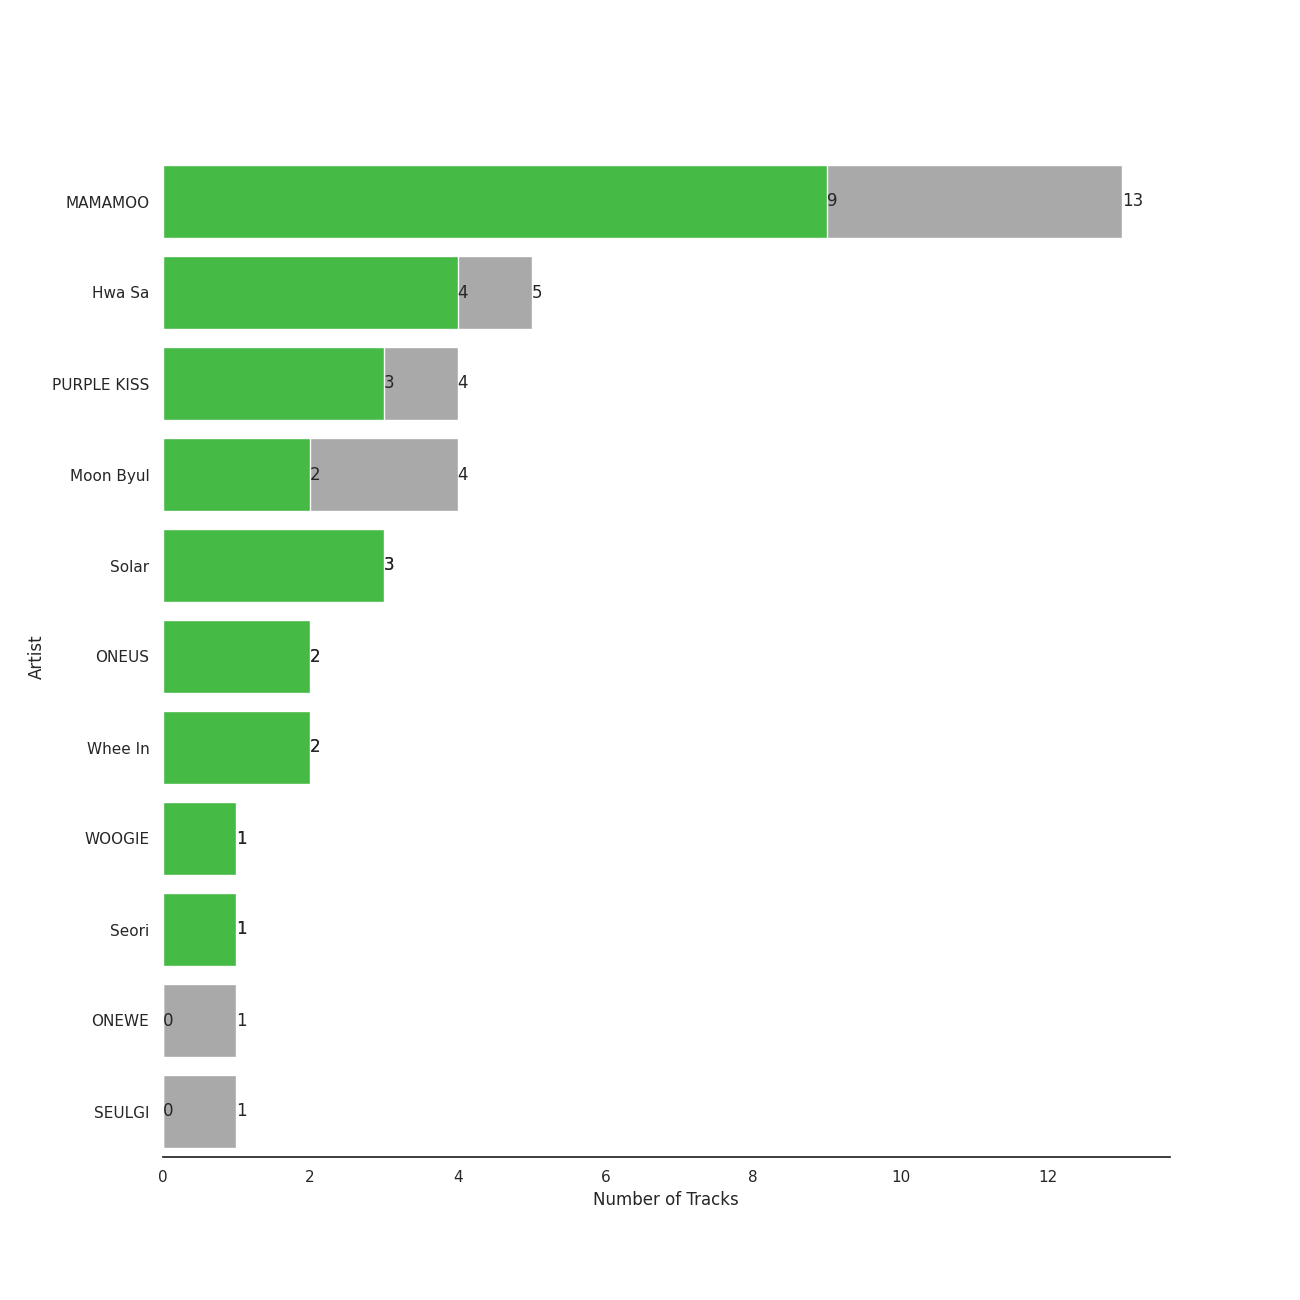 MAMAMOO 9 13
Hwa Sa 4 5
PURPLE KISS 3 4
Moon Byul 2 4
Solar 3
ONEUS 2
Whee In 2
WOOGIE 1
Seori 1
ONEWE 0 1
SEULGI 0 1
Artist
0 2 4 6 8 10 12
Number of Tracks